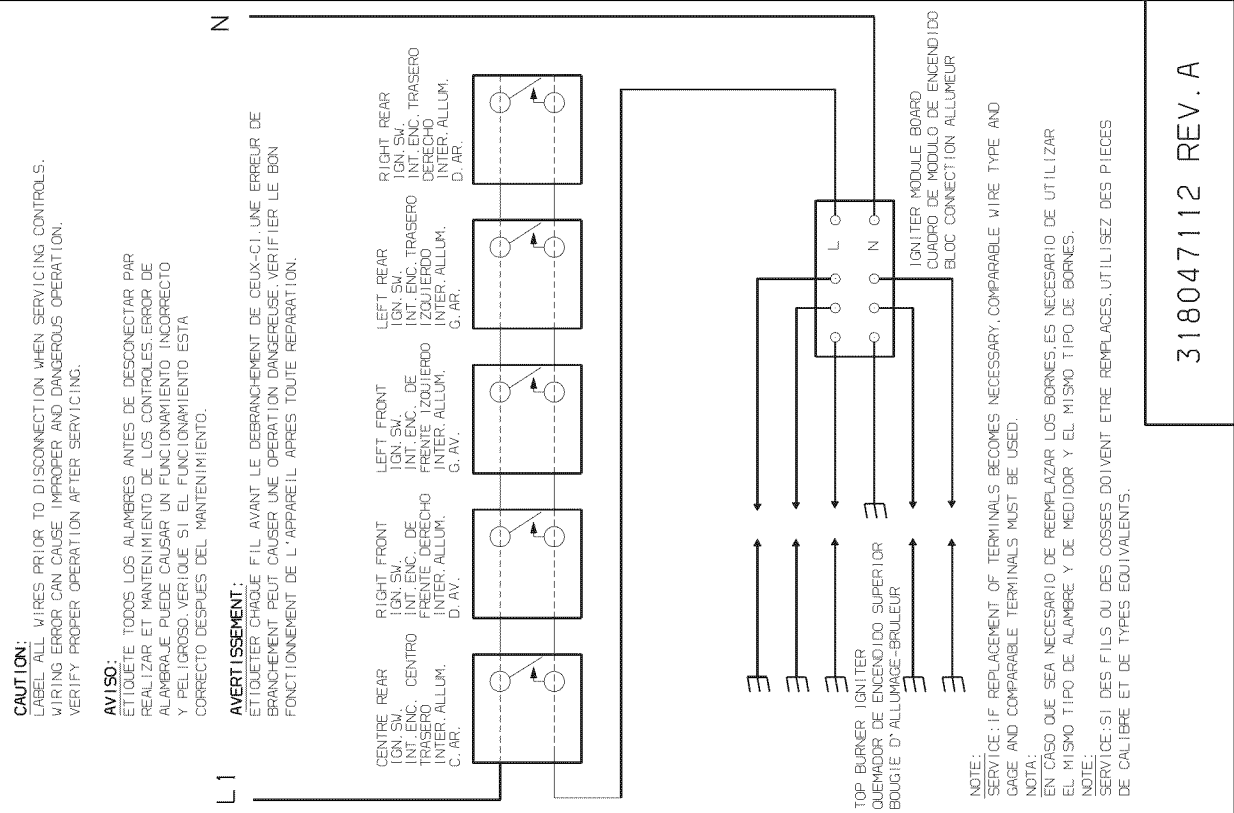 CAUTION:
LABEL ALL WIRES PRIOR TO DISCONNECTION WHEN SERVICING CONTROLS.
WIRING ERROR CAN CAUSE IMPROPER AND DANGEROUS OPERATION.
VERIFY PROPER OPERATION AFTER SERVICING.
AVISO:
ETIQUETE TODOS LOS ALAMBRES ANTES DE DESCONECTAR PAR
REALIZAR ET MANTENIMIENTO DE LOS CONTROLES.ERROR DE
ALAMBRAJE PUEDE CAUSAR UN FUNCIONAMIENTO INCORRECTO
Y PELIGROSO.VERIQUE SI EL FUNCIONAMIENTO ESTA
CORRECTO DESPUES DEL MANTENIMIENTO.
AVERTISSEMENT:
ETIQUETER CHAQUE FIL AVANT LE DEBRANCHEMENT DE CEUX-CI.UNE ERREUR DE
BRANCHEMENT PEUT CAUSER UNE OPERATION DANGEREUSE.VERIFIER LE BON
FONCTIONNEMENT DE L'APPAREIL APRES TOUTE REPARATION.
L1
N
CENTRE REAR
IGN. SW.
INT. ENC. CENTRO
TRASERO
INTER. ALLUM.
C. AR.
RIGHT FRONT
IGN. SW.
INT. ENC. DE
FRENTE DERECHO
INTER. ALLUM.
D. AV.
LEFT FRONT
IGN. SW.
INT. ENC. DE
FRENTE IZQUIERDO
INTER. ALLUM.
G. AV.
LEFT REAR
IGN. SW.
INT. ENC. TRASERO
IZQUIERDO
INTER. ALLUM.
G. AR.
RIGHT REAR
IGN. SW.
INT. ENC. TRASERO
DERECHO
INTER. ALLUM.
D. AR.
L
N
IGNITER MODULE BOARD
CUADRO DE MODULO DE ENCENDIDO
BLOC CONNECTION ALLUMEUR
TOP BURNER IGNITER
QUEMADOR DE ENCENDIDO SUPERIOR
BOUGIE D'ALLUMAGE-BRULEUR
NOTE:
SERVICE:IF REPLACEMENT OF TERMINALS BECOMES NECESSARY,COMPARABLE WIRE TYPE AND
GAGE AND COMPARABLE TERMINALS MUST BE USED.
NOTA:
EN CASO QUE SEA NECESARIO DE REEMPLAZAR LOS BORNES,ES NECESARIO DE UTILIZAR
EL MISMO TIPO DE ALAMBRE Y DE MEDIDOR Y EL MISMO TIPO DE BORNES.
NOTE:
SERVICE:SI DES FILS OU DES COSSES DOIVENT ETRE REMPLACES,UTILISEZ DES PIECES
DE CALIBRE ET DE TYPES EQUIVALENTS.
318047112 REV. A